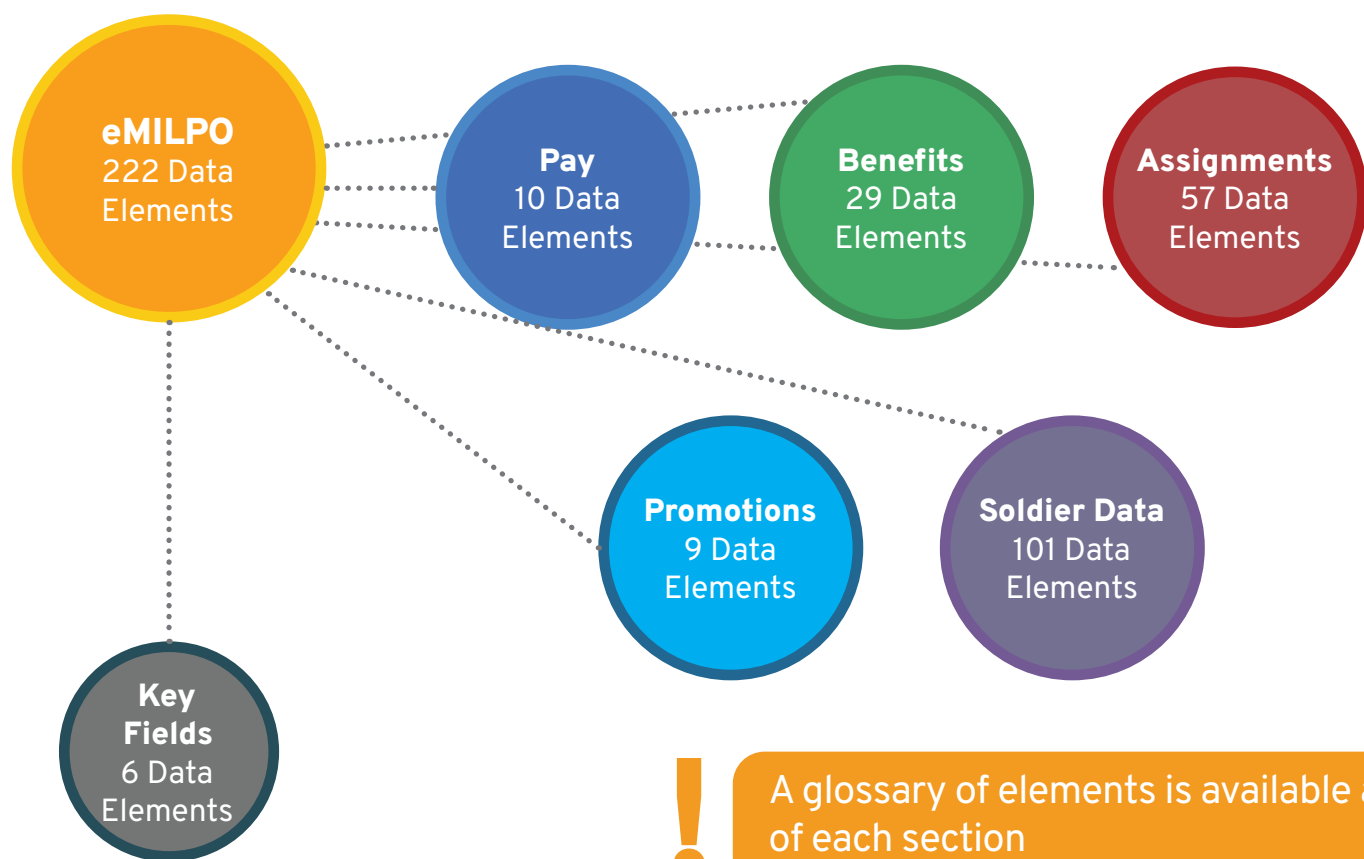 eMILPO
222 Data
Elements
Pay
10 Data
Elements
Benefits
29 Data
Elements
Assignments
57 Data
Elements
Promotions
9 Data
Elements
Soldier Data
101 Data
Elements
Key
Fields
6 Data
Elements
!
A glossary of elements is available
of each section